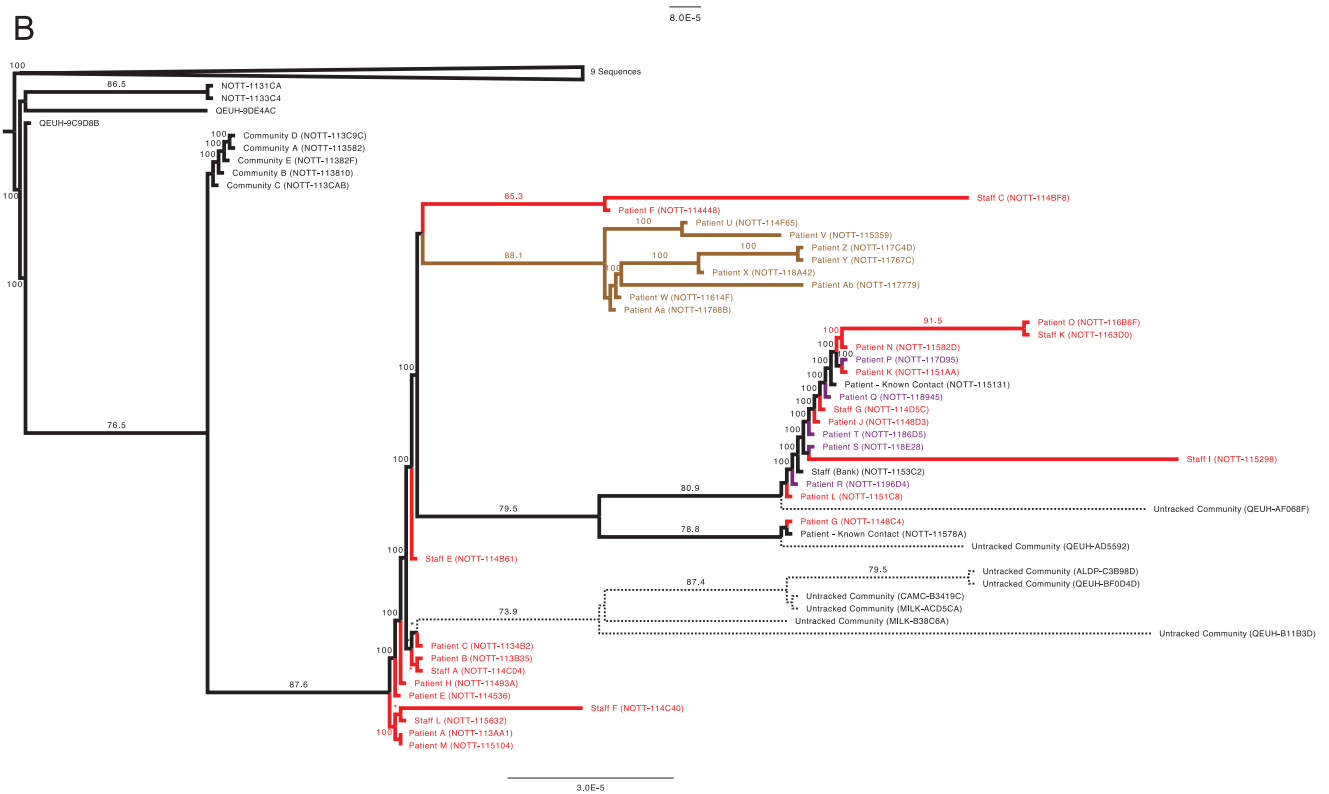 8.0E-5
B
100
9 Sequences
86.5
NOTT-1131CA
NOTT-1133C4
QEUH-9DE4AC
QEUH-9C9D8B
100
Community D (NOTT-113C9C)
100
Community A (NOTT-113582)
100
Community E (NOTT-11382F)
Community B (NOTT-113810)
Community C (NOTT-113CAB)
100
100
85.3
Staff C (NOTT-114BF8)
Patient F (NOTT-114448)
100
Patient U (NOTT-114F65)
Patient V (NOTT-115359)
88.1
100
Patient Z (NOTT-117C4D)
100
Patient Y (NOTT-11767C)
100
Patient X (NOTT-118A42)
Patient Ab (NOTT-117779)
Patient W (NOTT-11614F)
Patient Aa (NOTT-11768B)
91.5
Patient O (NOTT-116B6F)
100
Staff K (NOTT-1163D0)
100
Patient N (NOTT-11582D)
100
Patient P (NOTT-117D95)
100
Patient K (NOTT-1151AA)
100
Patient - Known Contact (NOTT-115131)
100
Patient Q (NOTT-118945)
100
Staff G (NOTT-114D5C)
100
Patient J (NOTT-1148D3)
76.5
100
Patient T (NOTT-1186D5)
100
Patient S (NOTT-118E28)
100
100
Staff I (NOTT-115298)
Staff (Bank) (NOTT-1153C2)
Patient R (NOTT-1196D4)
80.9
Patient L (NOTT-1151C8)
79.5
Untracked Community (QEUH-AF068F)
Patient G (NOTT-1148C4)
78.8
Patient - Known Contact (NOTT-11578A)
Untracked Community (QEUH-AD5592)
100
Staff E (NOTT-114B61)
79.5
Untracked Community (ALDP-C3B98D)
87.4
Untracked Community (QEUH-BF0D4D)
Untracked Community (CAMC-B3419C)
Untracked Community (MILK-ACD5CA)
100
73.9
Untracked Community (MILK-B38C6A)
Untracked Community (QEUH-B11B3D)
*
Patient C (NOTT-1134B2)
100
Patient B (NOTT-113B35)
*
Staff A (NOTT-114C04)
Patient H (NOTT-11493A)
87.6
Patient E (NOTT-114536)
*
Staff F (NOTT-114C40)
Staff L (NOTT-115632)
100
Patient A (NOTT-113AA1)
Patient M (NOTT-115104)
3.0E-5